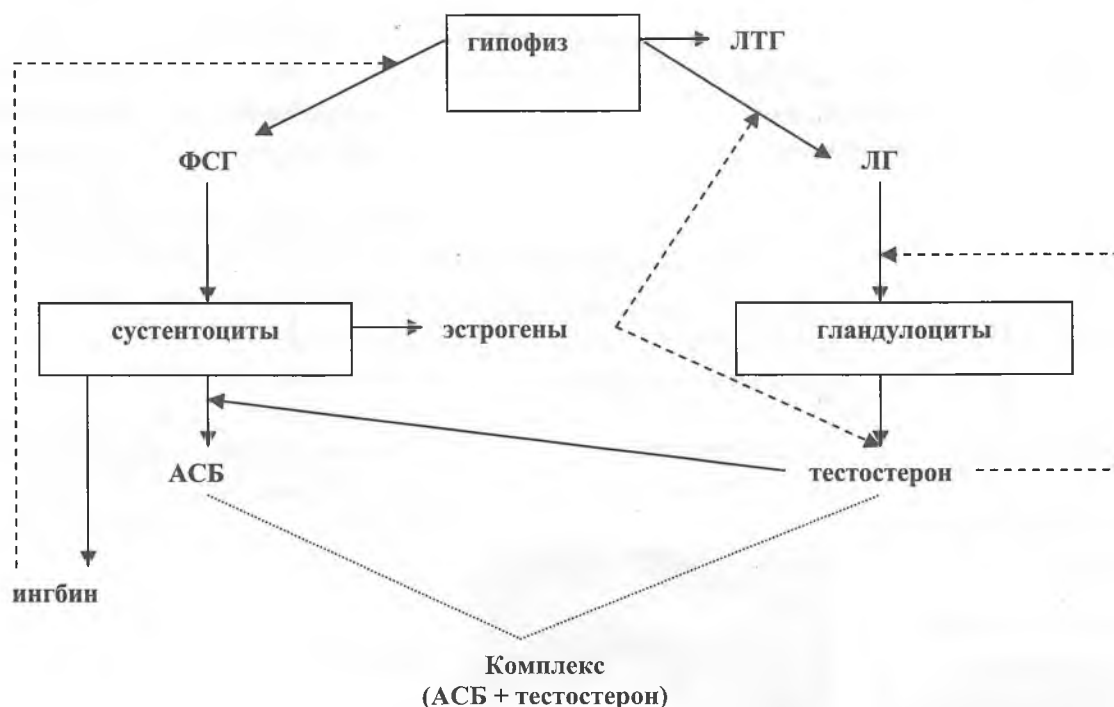 гипофиз
ЛТГ
ФСГ
ЛГ
сустентоциты
эстрогены
гландулоциты
АСБ
тестостерон
ингбин
Комплекс
(АСБ + тестостерон)